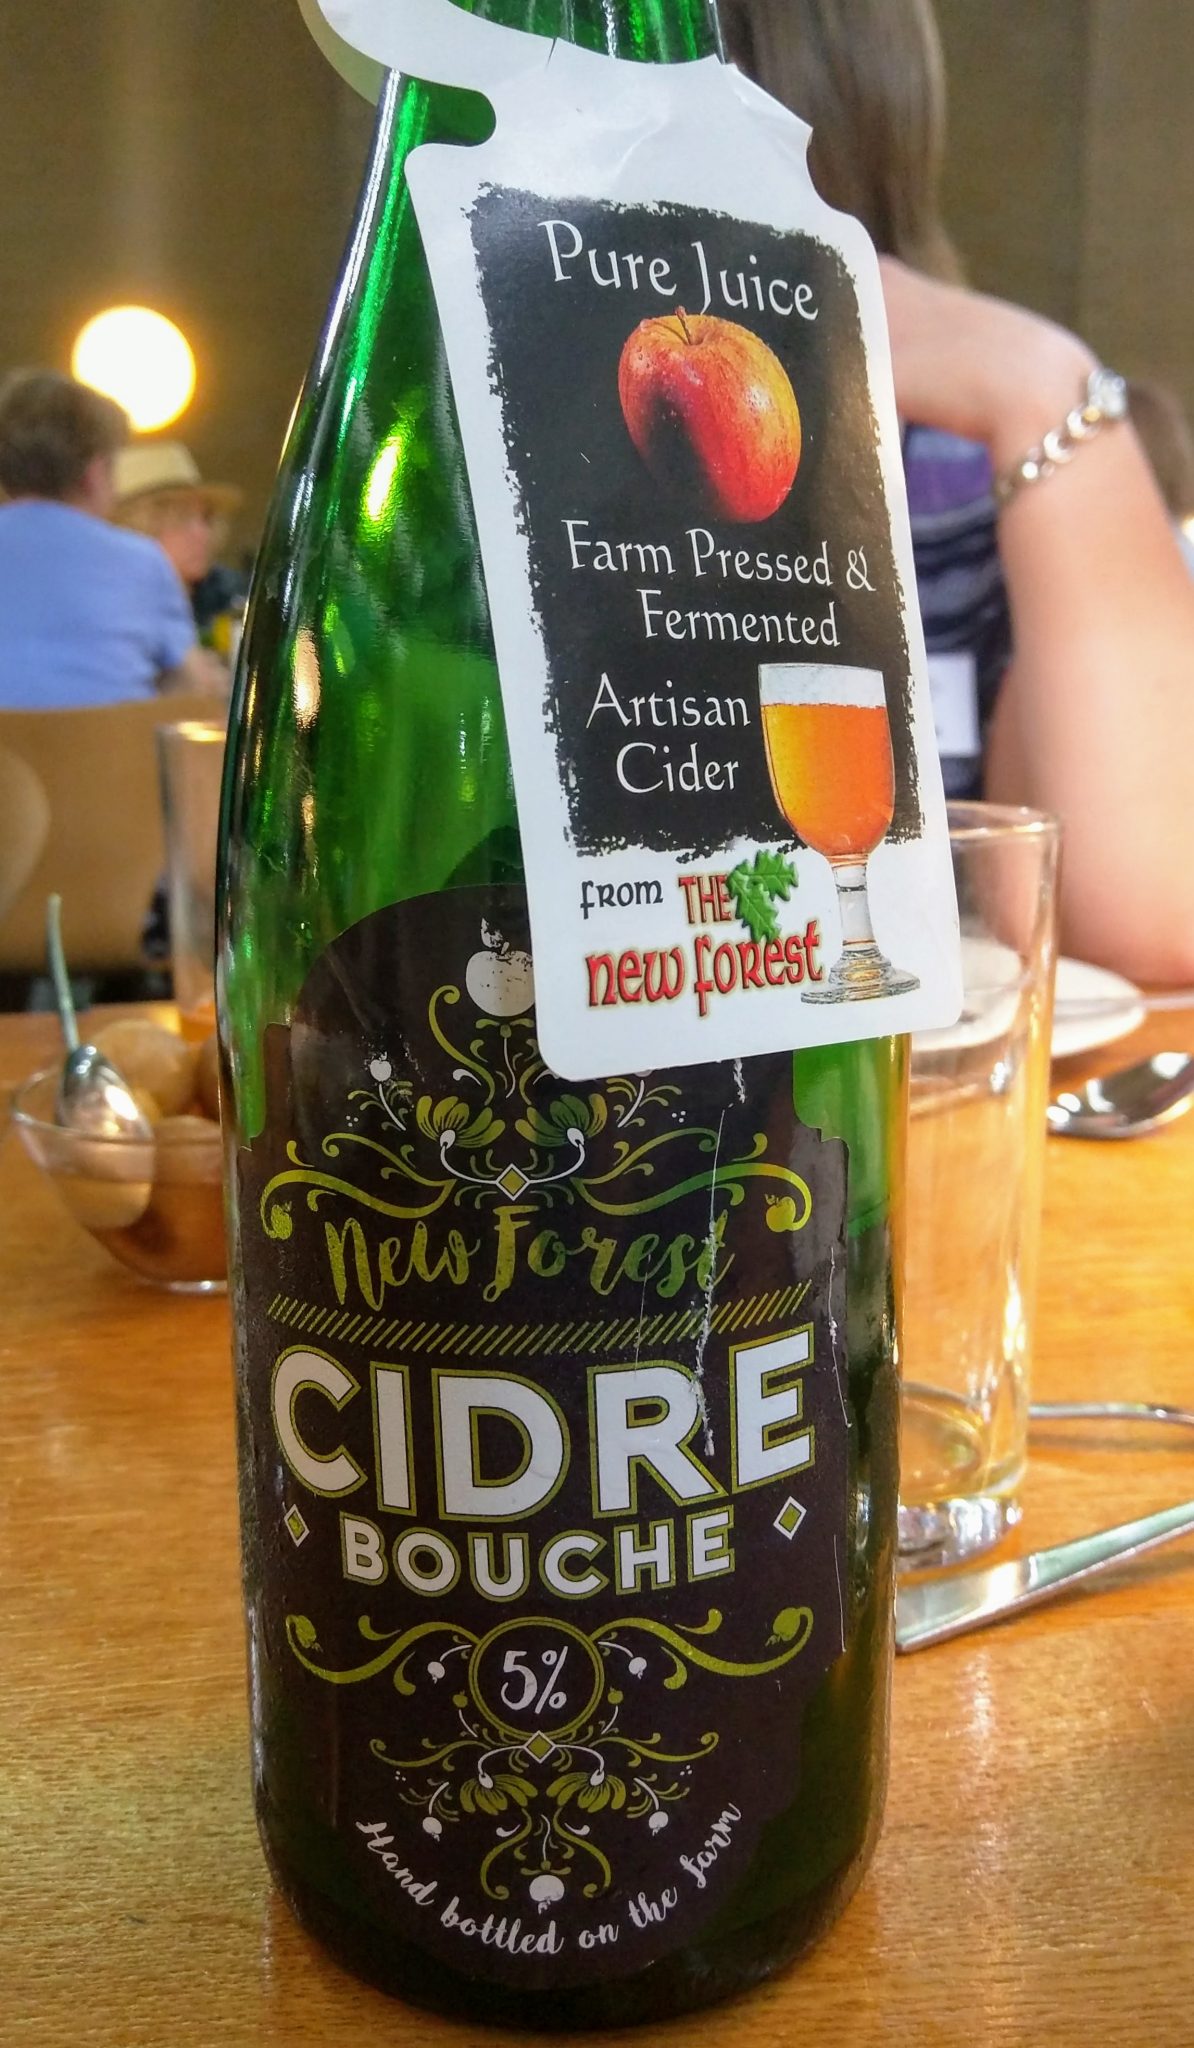 Pure Juice
Farm Pressed &
Fermented
Artisan
Cider
from THE
new forest
New Forest
CIDRE
BOUCHE
5%
Hand bottled on the farm